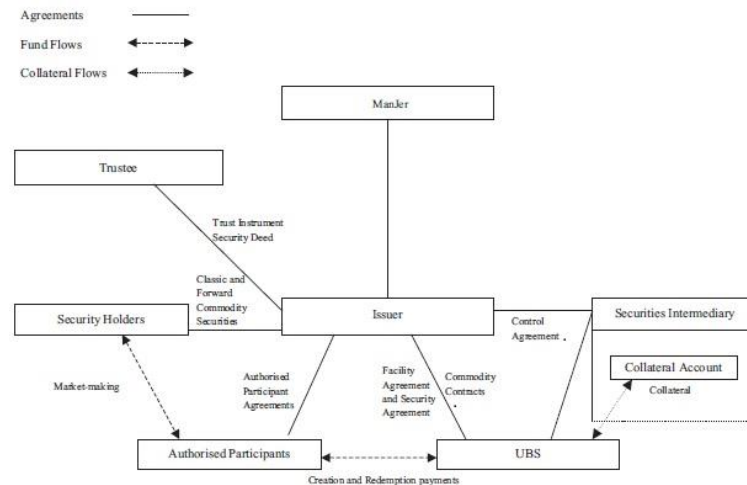 Agreements
Fund Flows
Collateral Flows
ManJer
Trustee
Trust Instrument
Security Deed
Classic and
Forward
Commodity
Securities
Security Holders
Issuer
Control
Agreement
Securities Intermediary
Collateral Account
Collateral
Market-making
Authorised
Participant
Agreements
Facility
Agreement
and Security
Agreement
Commodity
Contracts
Authorised Participants
UBS
Creation and Redemption payments